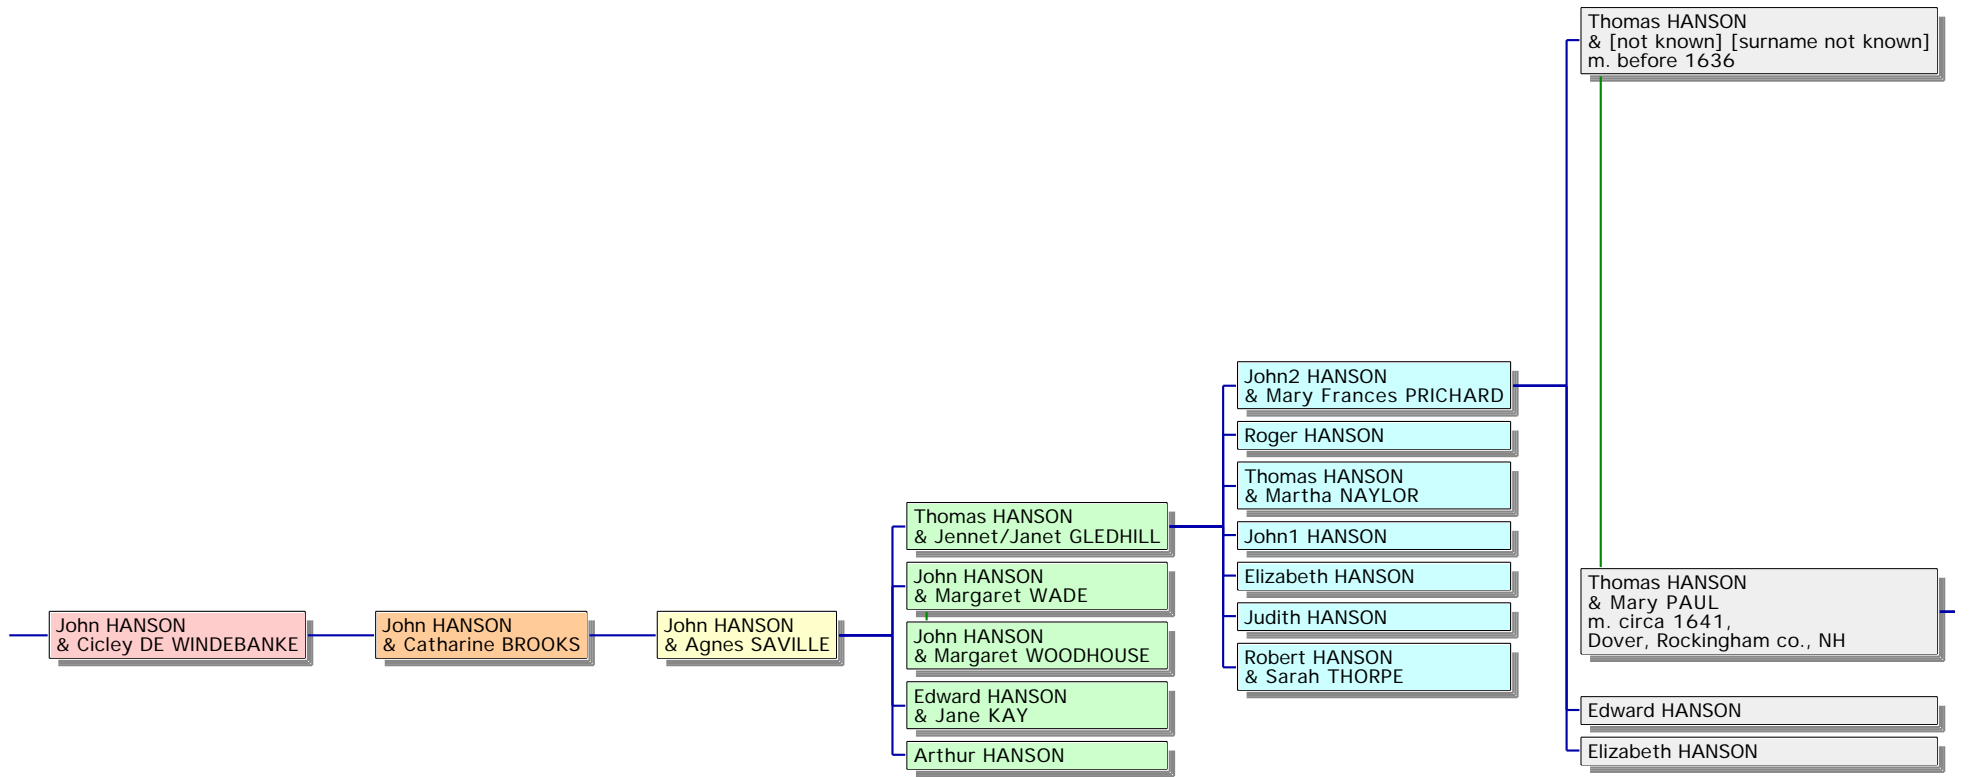 John HANSON
& Cicley DE WINDEBANKE
John HANSON
& Catharine BROOKS
John HANSON
& Agnes SAVILLE
Thomas HANSON
& Jennet/Janet GLEDHILL
John HANSON
& Margaret WADE
John HANSON
& Margaret WOODHOUSE
Edward HANSON
& Jane KAY
Arthur HANSON
John2 HANSON
& Mary Frances PRICHARD
Roger HANSON
Thomas HANSON
& Martha NAYLOR
John1 HANSON
Elizabeth HANSON
Judith HANSON
Robert HANSON
& Sarah THORPE
Thomas HANSON
& [not known] [surname not known]
m. before 1636
Thomas HANSON
& Mary PAUL
m. circa 1641,
Dover, Rockingham co., NH
Edward HANSON
Elizabeth HANSON